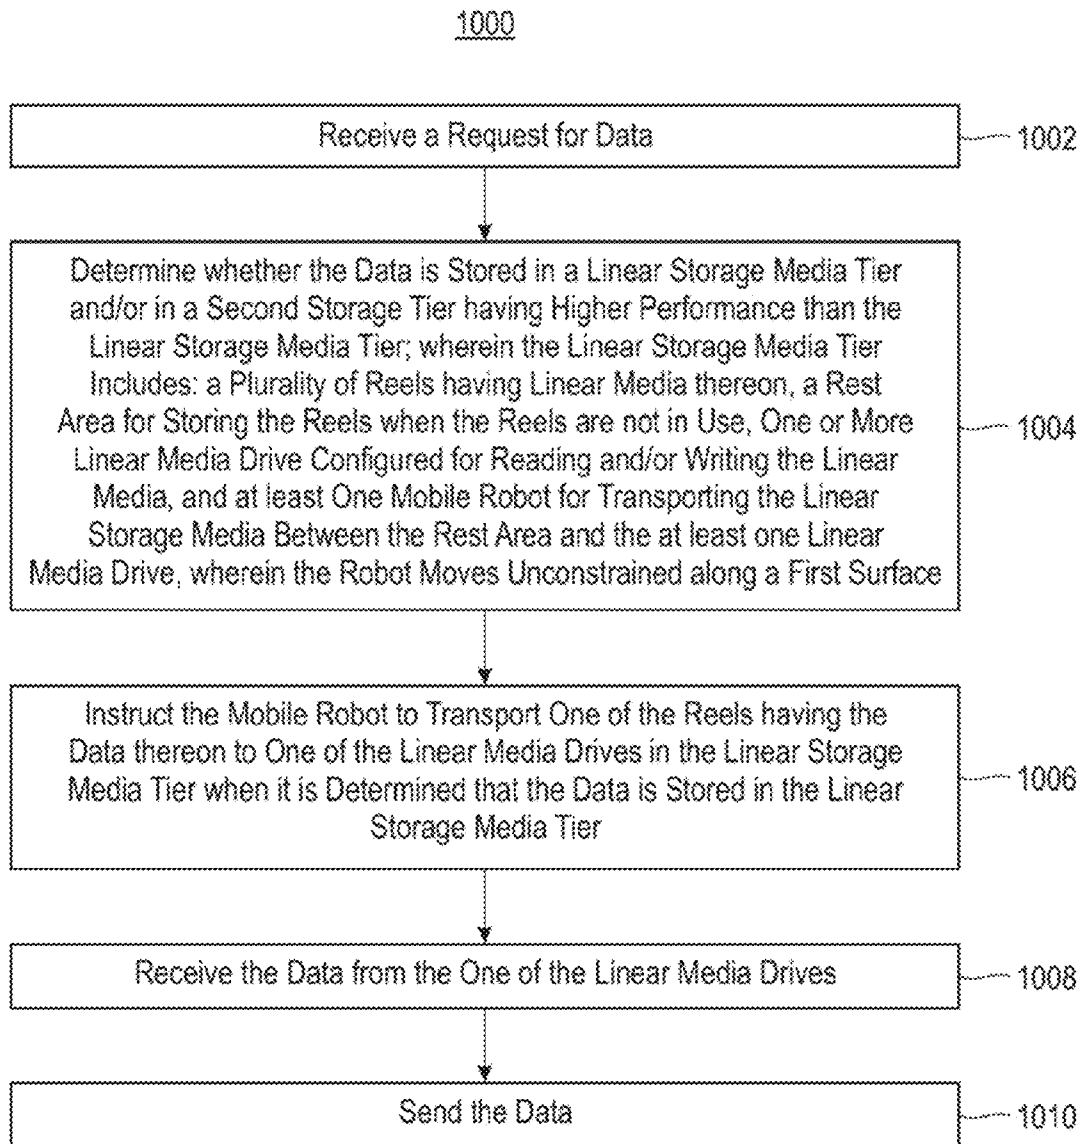 1000
Receive a Request for Data
1002
Determine whether the Data is Stored in a Linear Storage Media Tier
and/or in a Second Storage Tier having Higher Performance than the
Linear Storage Media Tier; wherein the Linear Storage Media Tier
Includes: a Plurality of Reels having Linear Media thereon, a Rest
Area for Storing the Reels when the Reels are not in Use, One or More
Linear Media Drive Configured for Reading and/or Writing the Linear
Media, and at least One Mobile Robot for Transporting the Linear
Storage Media Between the Rest Area and the at least one Linear
Media Drive, wherein the Robot Moves Unconstrained along a First Surface
1004
Instruct the Mobile Robot to Transport One of the Reels having the
Data thereon to One of the Linear Media Drives in the Linear Storage
Media Tier when it is Determined that the Data is Stored in the Linear
Storage Media Tier
1006
Receive the Data from the One of the Linear Media Drives
1008
Send the Data
1010